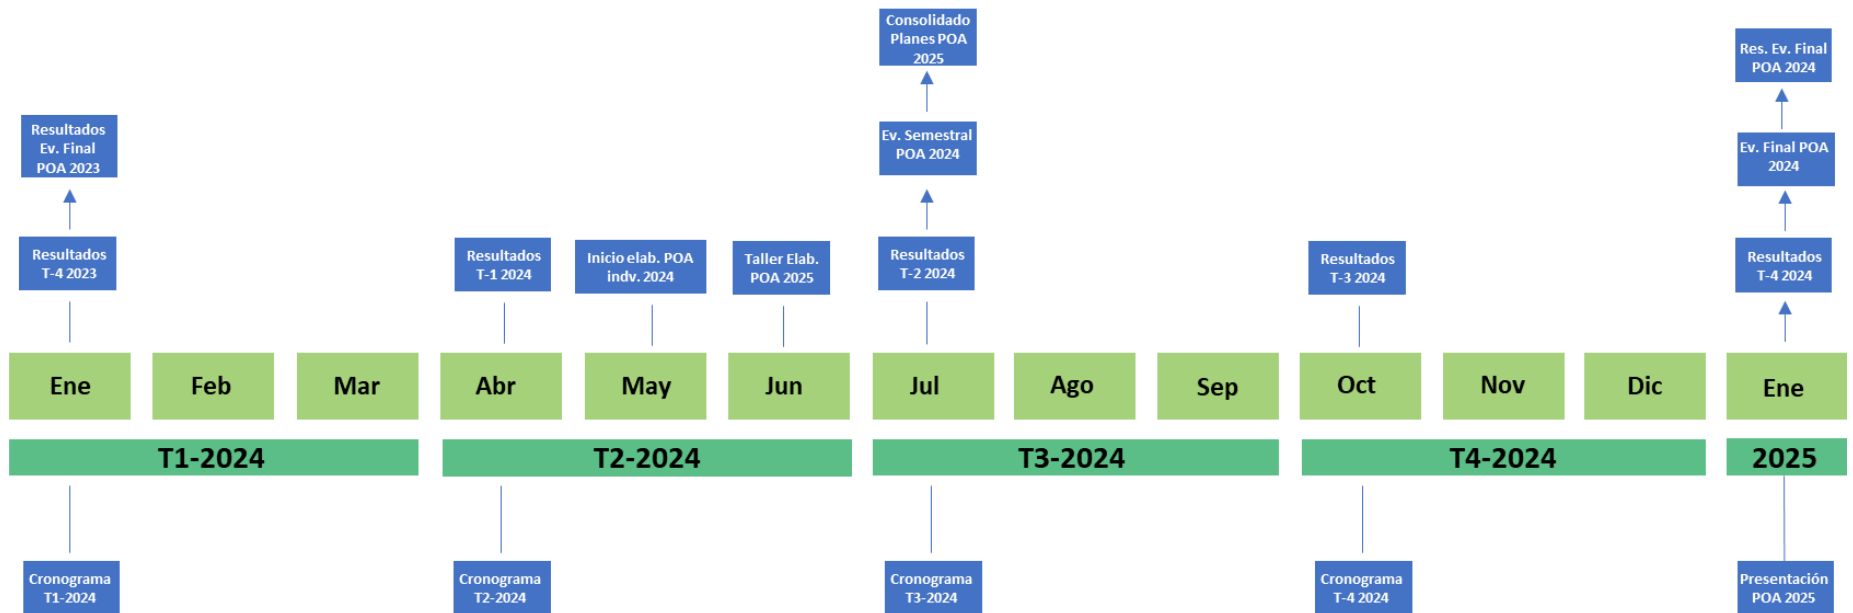 Consolidado
Planes POA
2025
Res. Ev. Final
POA 2024
Resultados
Ev. Final
POA 2023
Ev. Semestral
POA 2024
Ev. Final POA
2024
Resultados
T-4 2023
Resultados
T-1 2024
Inicio elab. POA
indv. 2024
Taller Elab.
POA 2025
Resultados
T-2 2024
Resultados
T-3 2024
Resultados
T-4 2024
Ene
Feb
Mar
Abr
May
Jun
Jul
Ago
Sep
Oct
Nov
Dic
Ene
T1-2024
T2-2024
T3-2024
T4-2024
2025
Cronograma
T1-2024
Cronograma
T2-2024
Cronograma
T3-2024
Cronograma
T-4 2024
Presentación
POA 2025